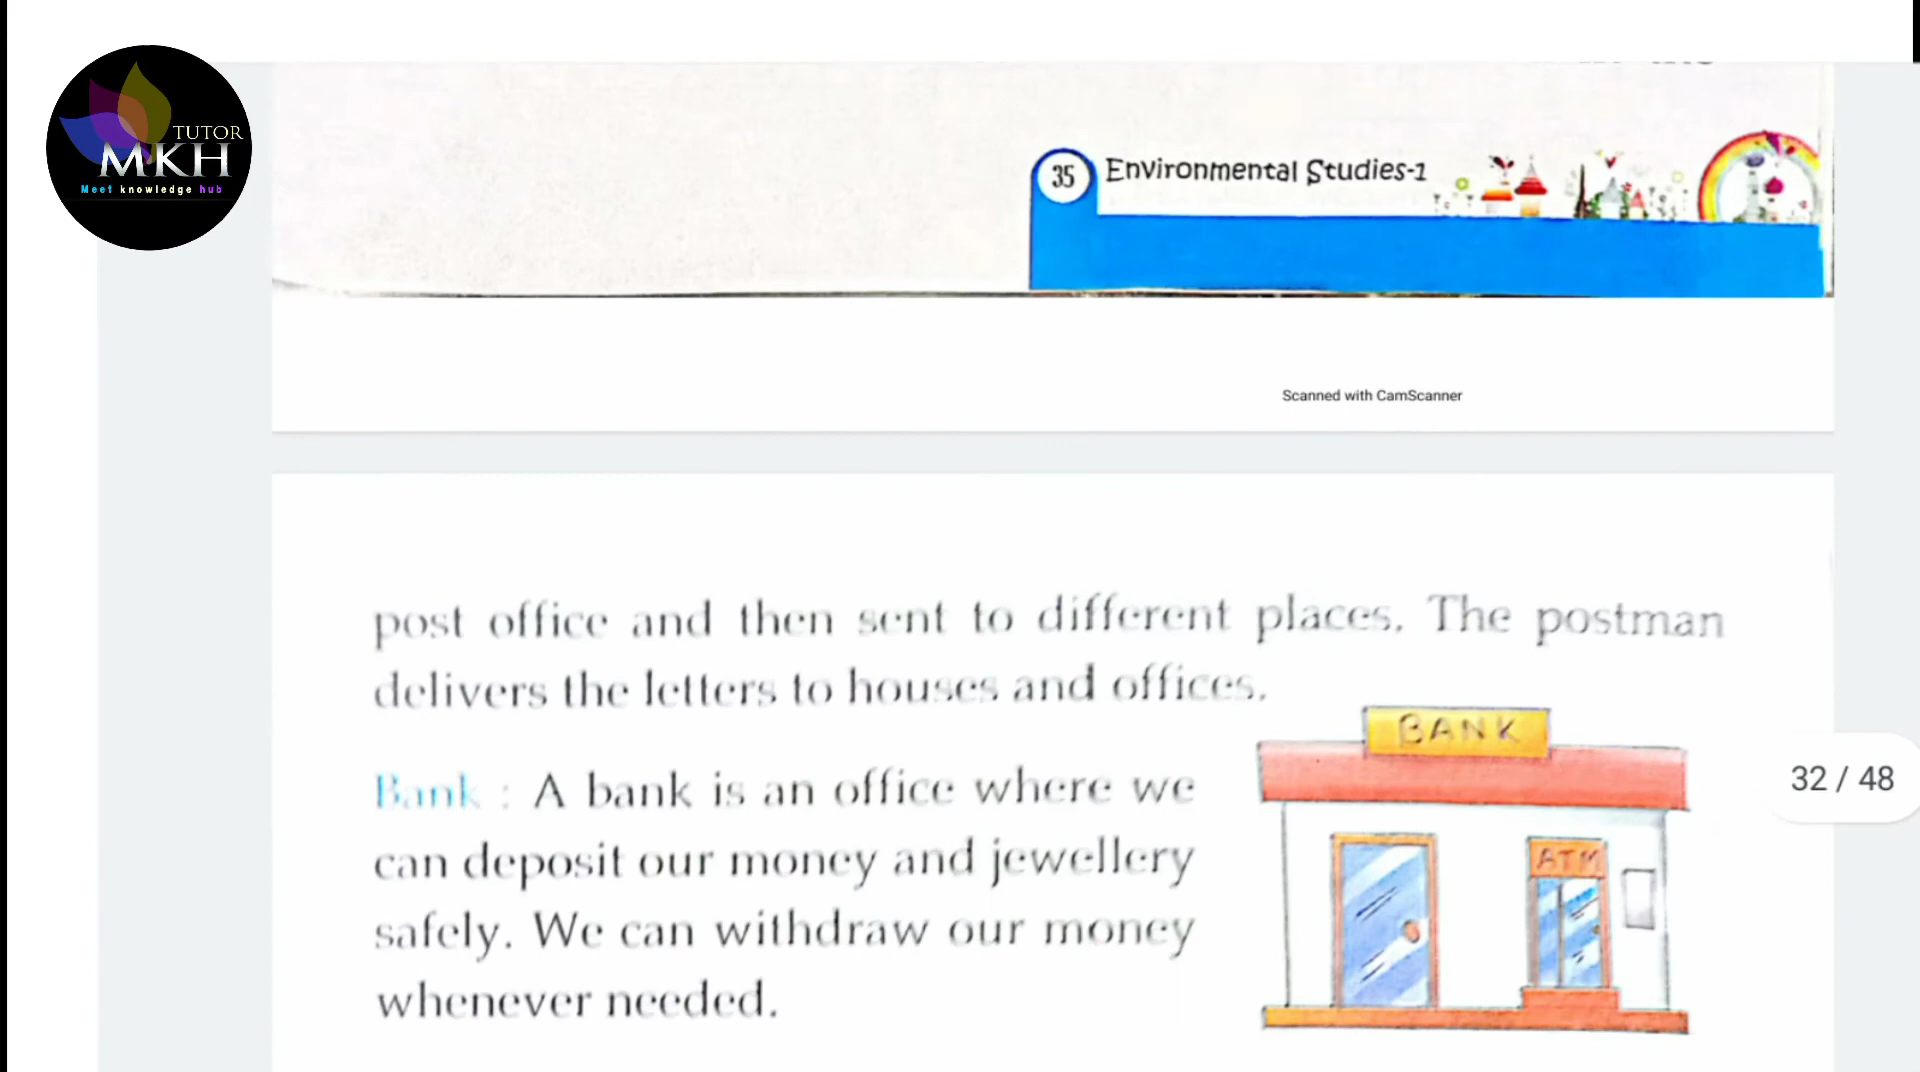 TUTOR
MKH
Meet knowledge hub
35 Environmental Studies-1
Scanned with CamScanner
post office and then sent to different places. The postman
delivers the letters to houses and offices.
BANK
Bank : A bank is an office where we
can deposit our money and jewellery
safely. We can withdraw our money
whenever needed.
ATM
32 / 48